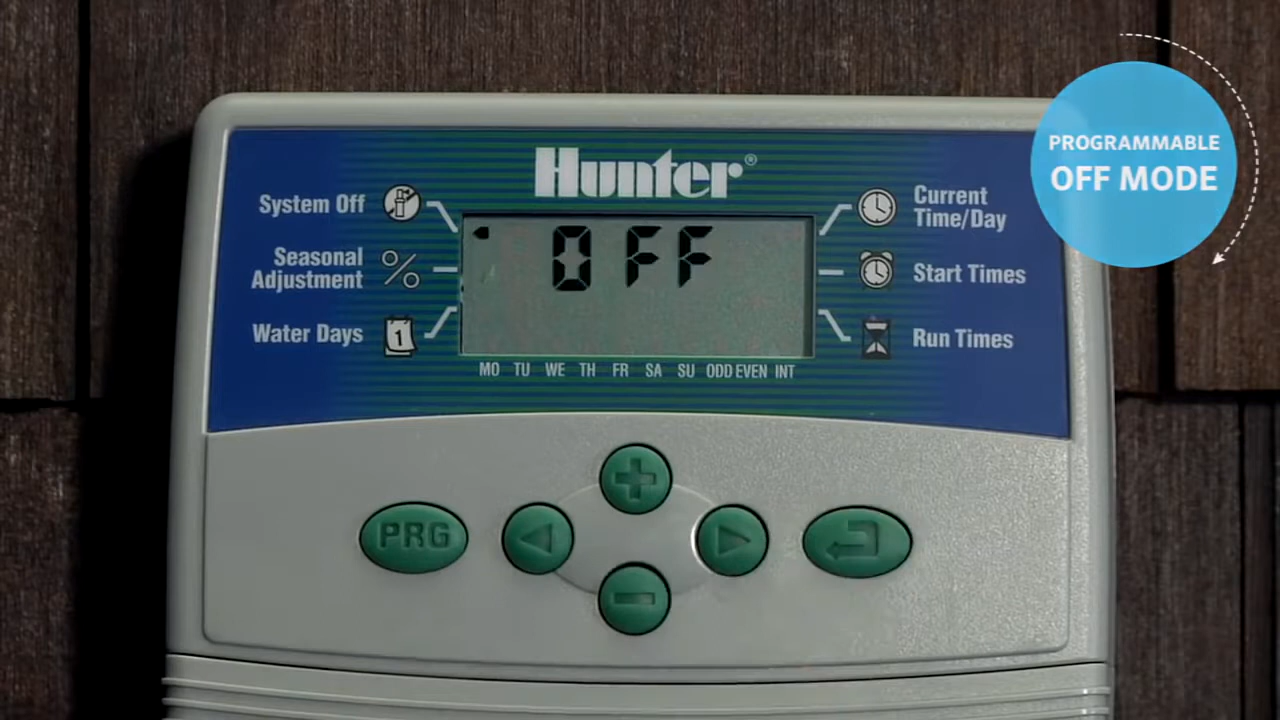 PROGRAMMABLE
OFF MODE
Hunter®
System Off
Seasonal
Adjustment
%
Water Days
1
OFF
Current
Time/Day
Start Times
Run Times
MO TU WE TH FR SA SU ODD EVEN INT
PRG